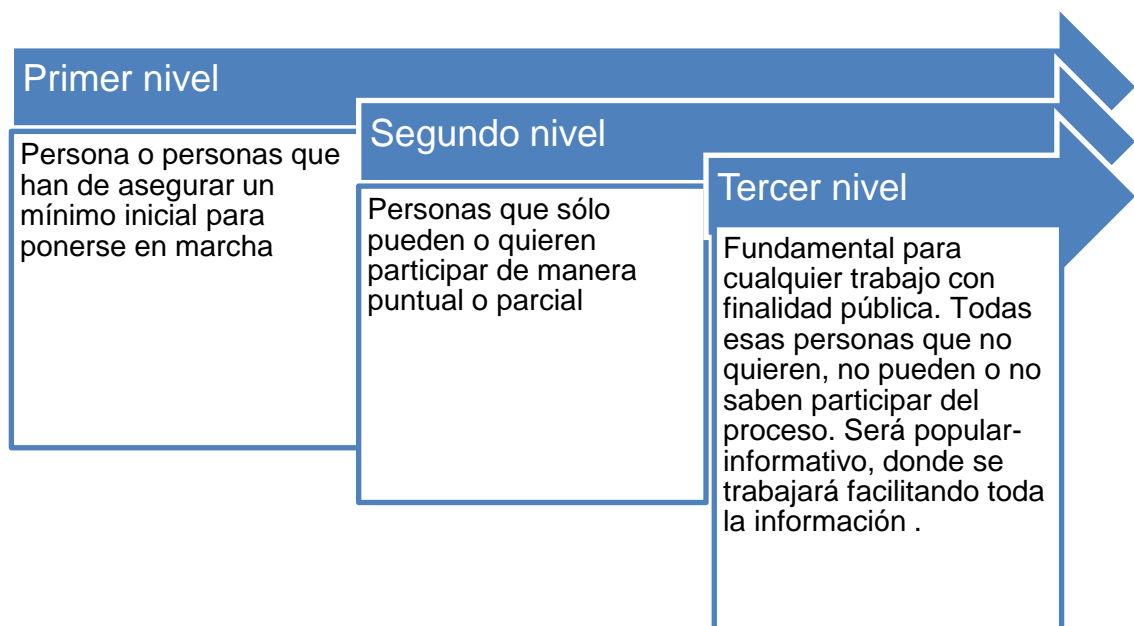 Primer nivel
Persona o personas que
han de asegurar un
mínimo inicial para
ponerse en marcha
Segundo nivel
Personas que sólo
pueden o quieren
participar de manera
puntual o parcial
Tercer nivel
Fundamental para
cualquier trabajo con
finalidad pública. Todas
esas personas que no
quieren, no pueden o no
saben participar del
proceso. Será popular-
informativo, donde se
trabajará facilitando toda
la información .